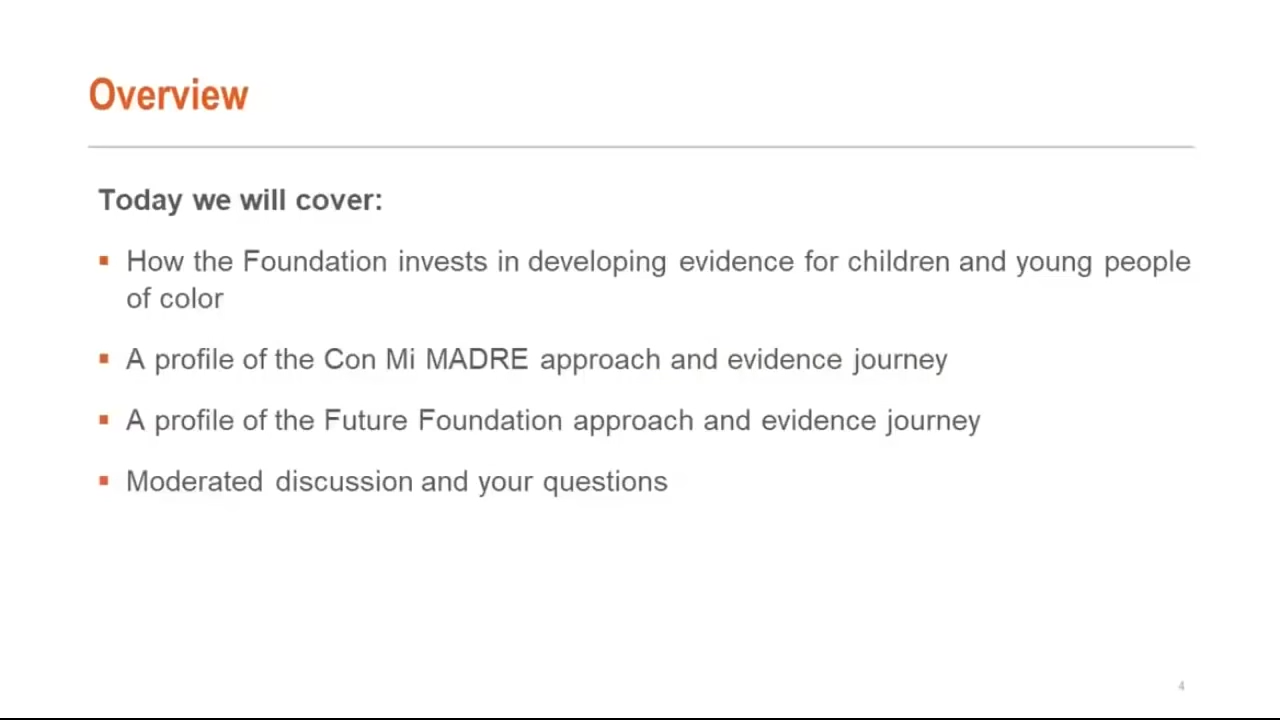 Overview
Today we will cover:
▪ How the Foundation invests in developing evidence for children and young people
of color
▪ A profile of the Con Mi MADRE approach and evidence journey
▪ A profile of the Future Foundation approach and evidence journey
▪ Moderated discussion and your questions
4